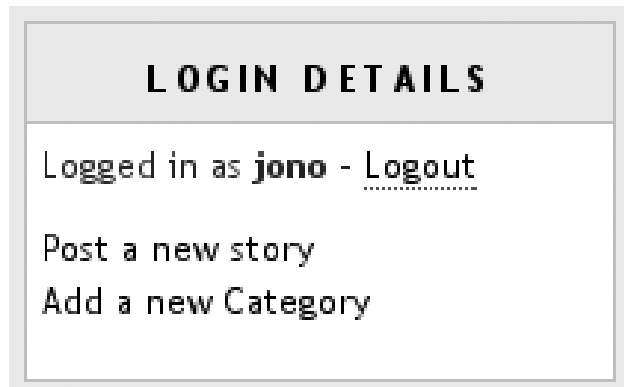 LOGIN DETAILS
Logged in as jono - Logout
Post a new story
Add a new Category